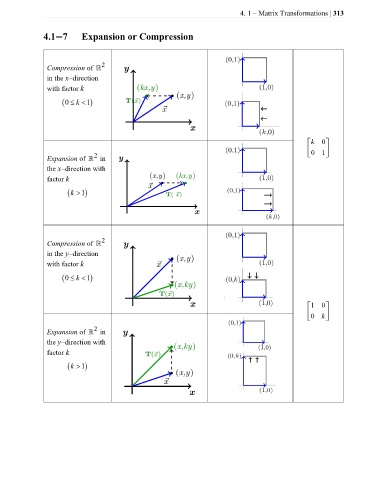 4. 1 – Matrix Transformations | 313
4.1—7 Expansion or Compression
Compression of ℝ²
in the x–direction
with factor k
(0 ≤ k < 1)
y
(kx,y)
(x,y)
T(x⃗)
x⃗
x
(0,1)
(1,0)
(0,1)
←
←
(k,0)
[k 0]
[0 1]
Expansion of ℝ² in
the x–direction with
factor k
(k > 1)
y
(x,y) (kx,y)
x⃗
T(x⃗)
x
(0,1)
(1,0)
(0,1)
→
→
(k,0)
Compression of ℝ²
in the y–direction
with factor k
(0 ≤ k < 1)
y
(x,y)
x⃗
(x,ky)
T(x⃗)
x
(0,1)
(1,0)
(0,k) ↓ ↓
(1,0)
[1 0]
[0 k]
Expansion of ℝ² in
the y–direction with
factor k
(k > 1)
y
(x,ky)
T(x⃗)
(x,y)
x⃗
x
(0,1)
(1,0)
(0,k) ↑ ↑
(1,0)